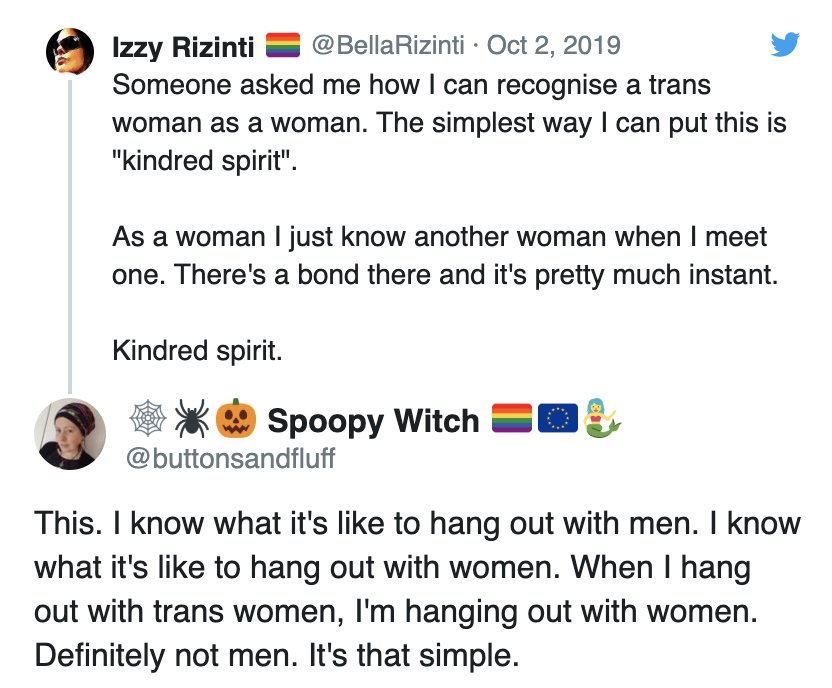 Izzy Rizinti 🏳️‍🌈 @BellaRizinti · Oct 2, 2019
Someone asked me how I can recognise a trans
woman as a woman. The simplest way I can put this is
"kindred spirit".
As a woman I just know another woman when I meet
one. There's a bond there and it's pretty much instant.
Kindred spirit.
🕸️🕷️🎃 Spoopy Witch 🏳️‍🌈🇪🇺🧜‍♀️
@buttonsandfluff
This. I know what it's like to hang out with men. I know
what it's like to hang out with women. When I hang
out with trans women, I'm hanging out with women.
Definitely not men. It's that simple.